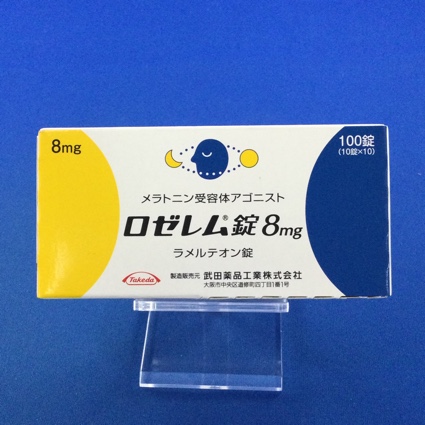 8mg
100錠
(10錠×10)
メラトニン受容体アゴニスト
ロゼレム®錠8mg
ラメルテオン錠
Takeda
製造販売元 武田薬品工業株式会社
大阪市中央区道修町四丁目1番1号